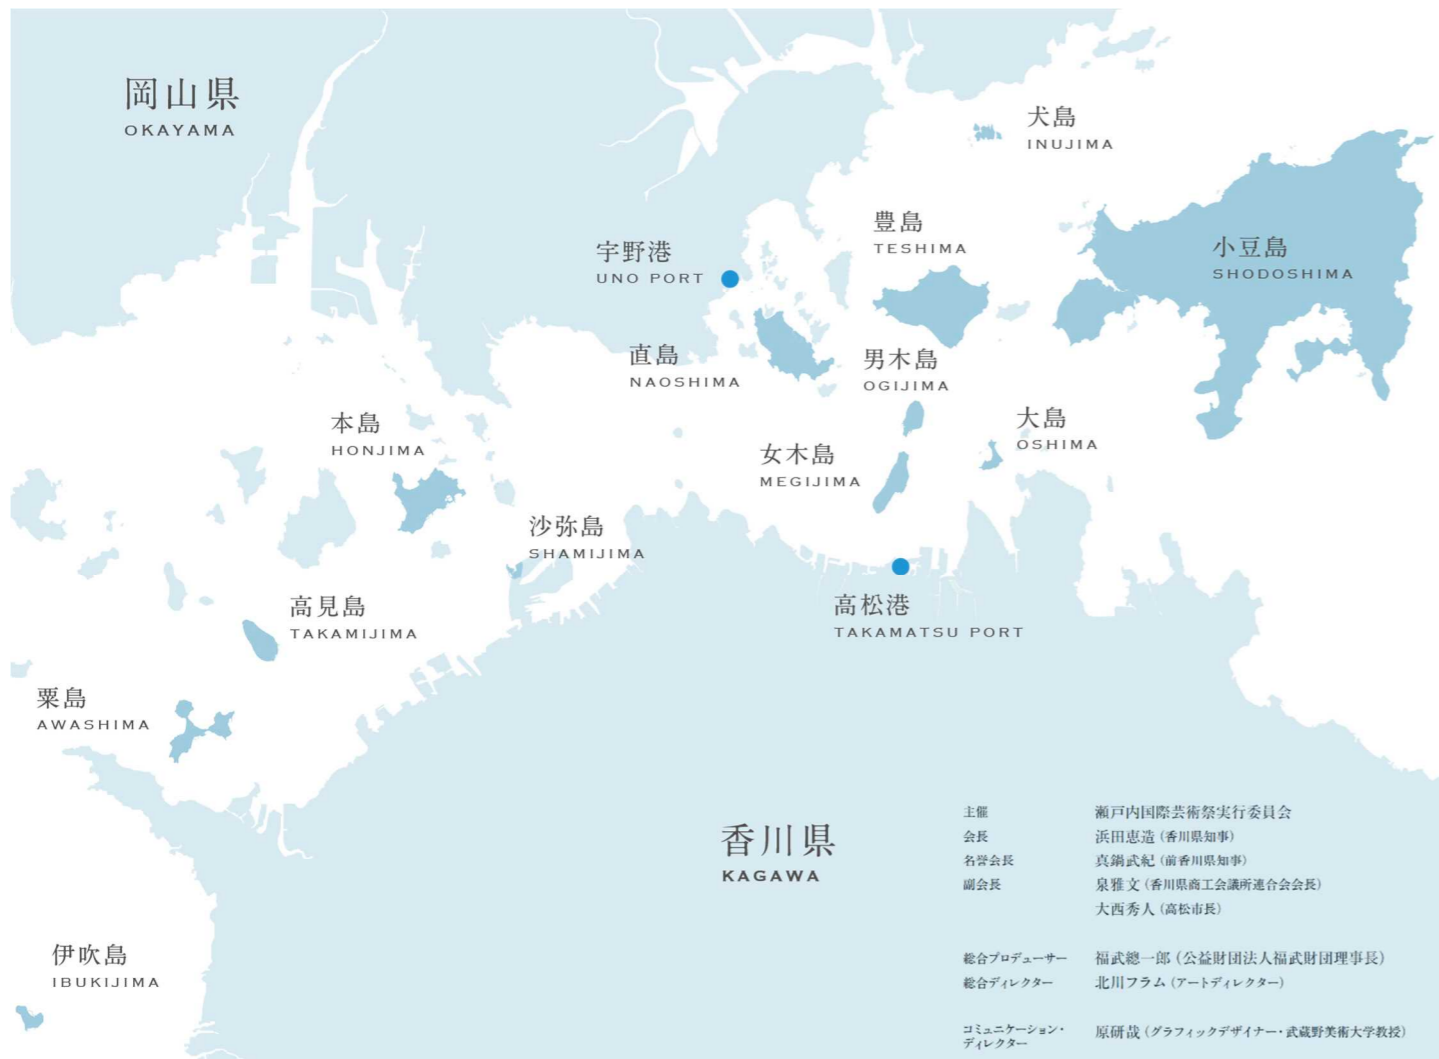 岡山県
OKAYAMA
犬島
INUJIMA
豊島
TESHIMA
小豆島
SHODOSHIMA
宇野港
UNO PORT
直島
NAOSHIMA
男木島
OGIJIMA
本島
HONJIMA
大島
OSHIMA
女木島
MEGIJIMA
沙弥島
SHAMIJIMA
高見島
TAKAMIJIMA
高松港
TAKAMATSU PORT
粟島
AWASHIMA
香川県
KAGAWA
伊吹島
IBUKIJIMA
主催 瀬戸内国際芸術祭実行委員会
会長 浜田恵造（香川県知事）
名誉会長 真鍋武紀（前香川県知事）
副会長 泉雅文（香川県商工会議所連合会会長）
大西秀人（高松市長）
総合プロデューサー 福武總一郎（公益財団法人福武財団理事長）
総合ディレクター 北川フラム（アートディレクター）
コミュニケーション・
ディレクター 原研哉（グラフィックデザイナー・武蔵野美術大学教授）